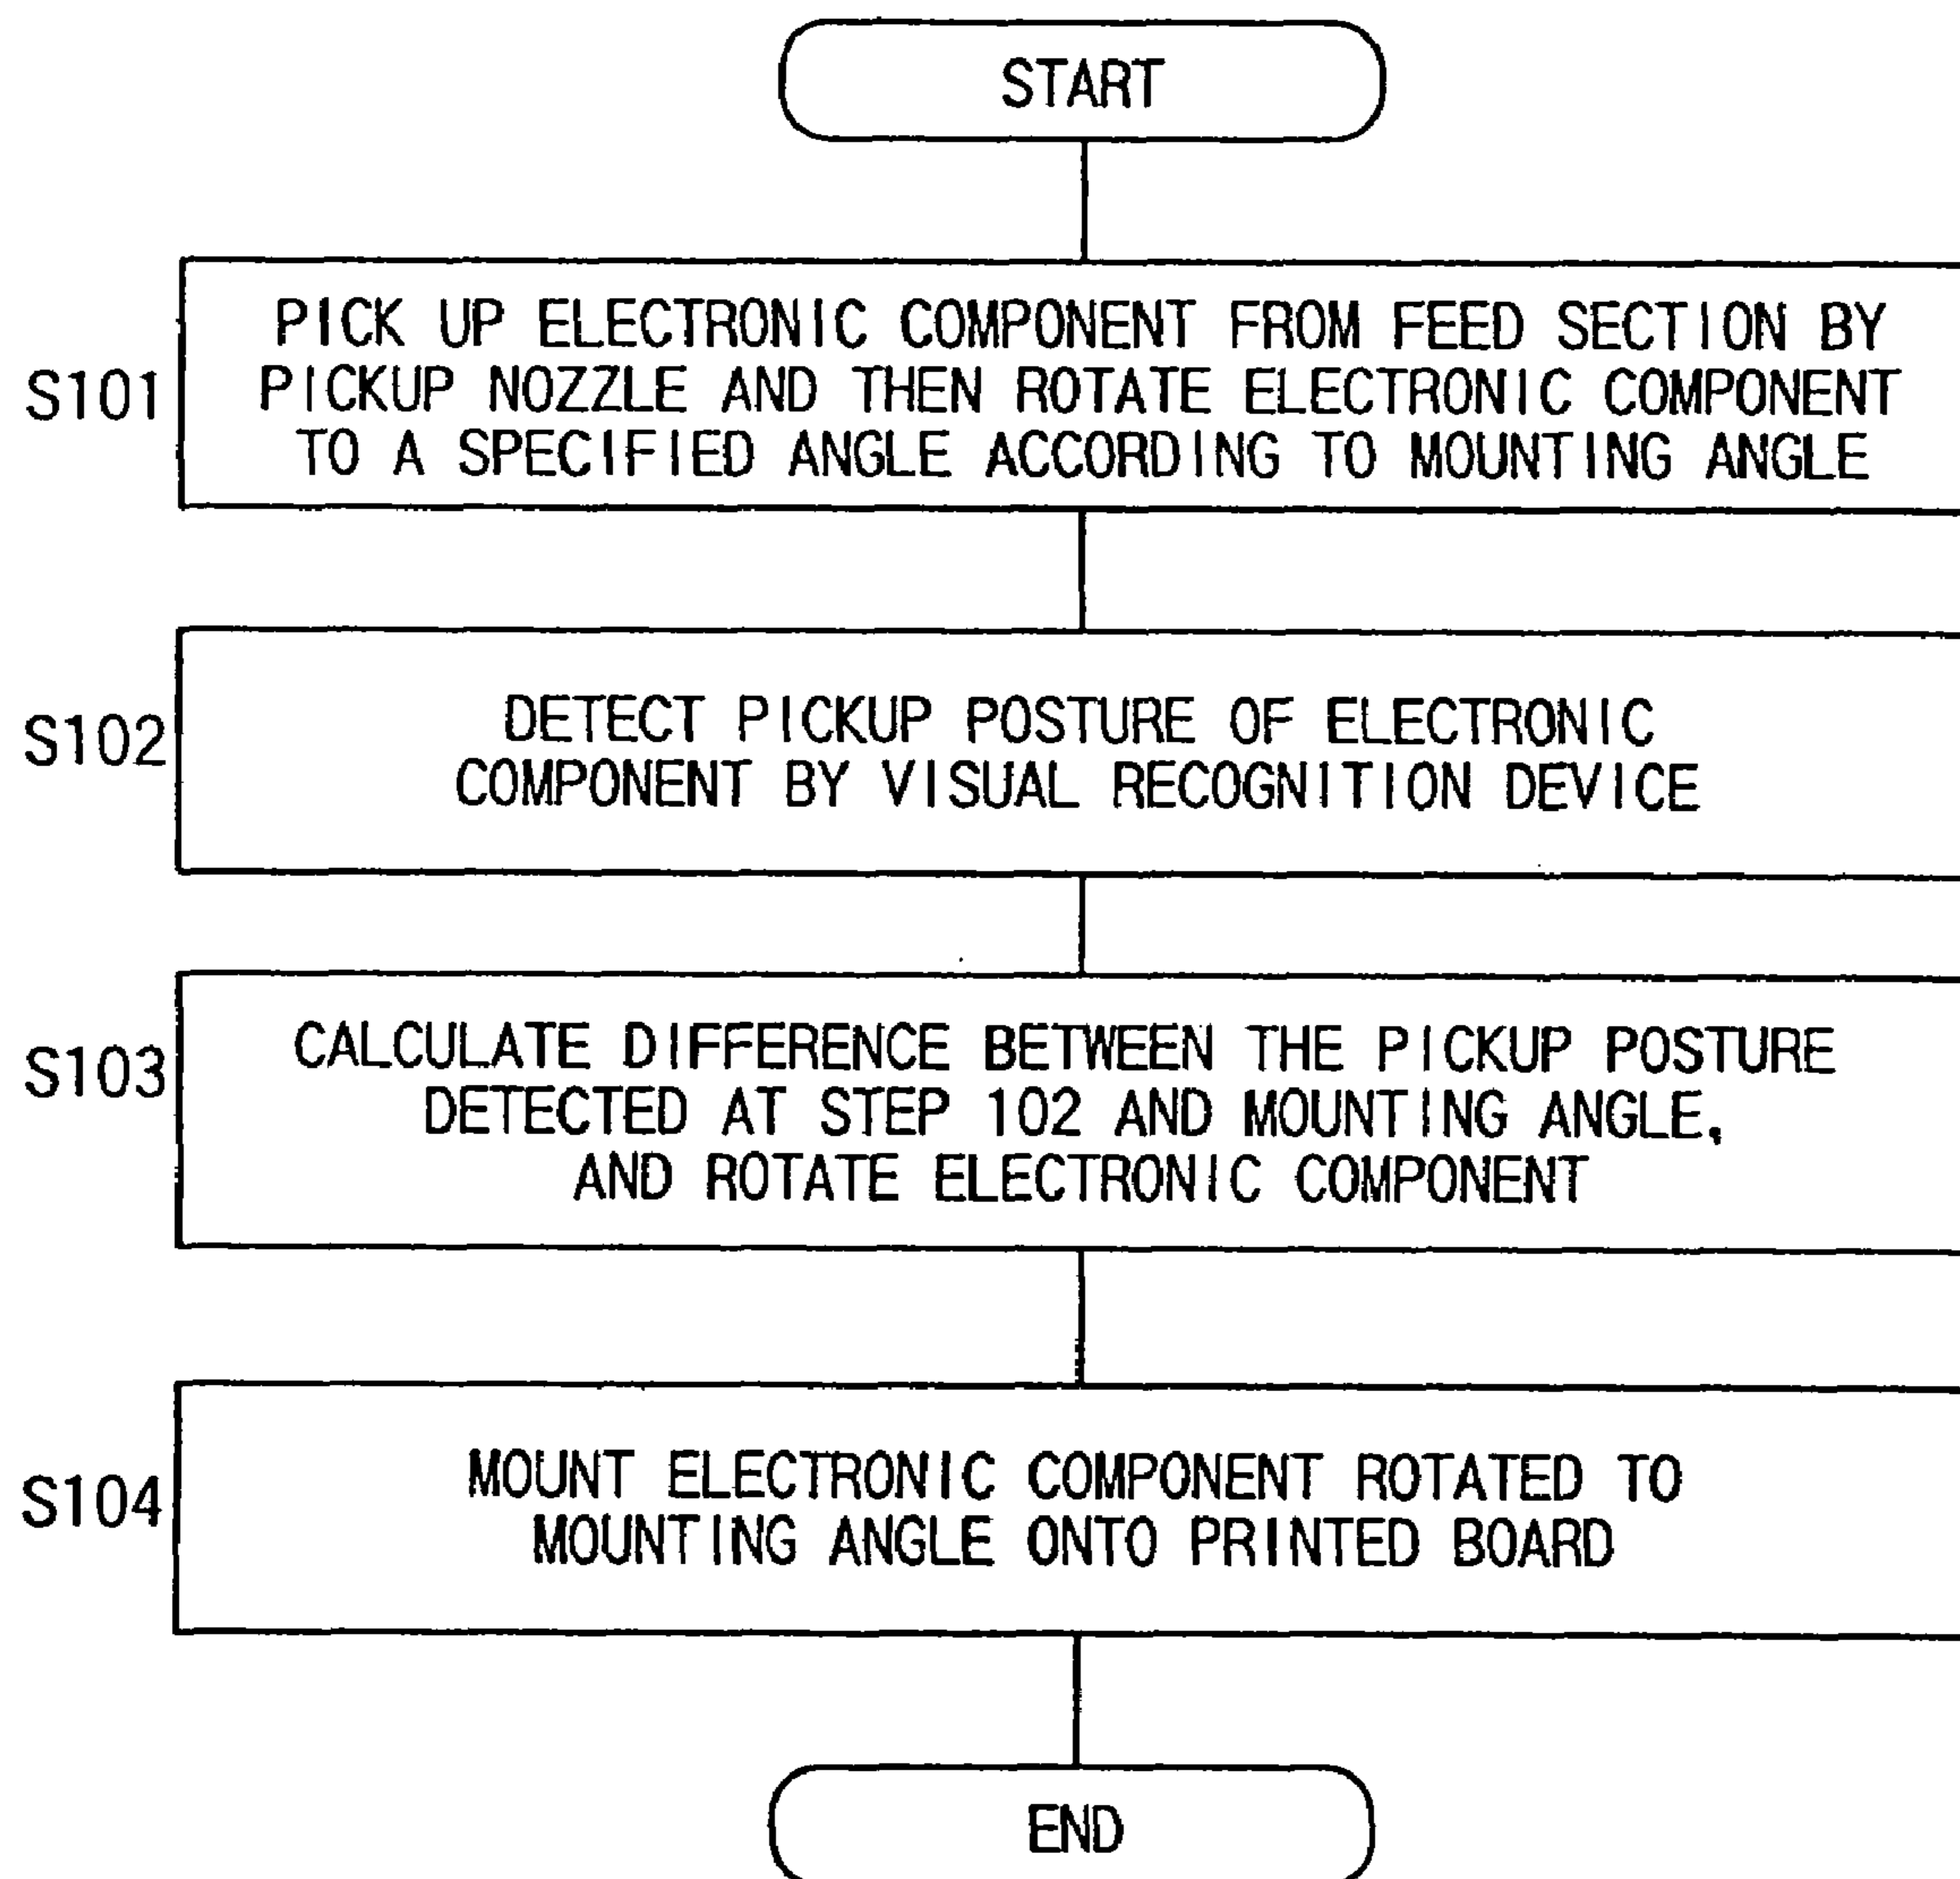 START
S101
PICK UP ELECTRONIC COMPONENT FROM FEED SECTION BY
PICKUP NOZZLE AND THEN ROTATE ELECTRONIC COMPONENT
TO A SPECIFIED ANGLE ACCORDING TO MOUNTING ANGLE
S102
DETECT PICKUP POSTURE OF ELECTRONIC
COMPONENT BY VISUAL RECOGNITION DEVICE
S103
CALCULATE DIFFERENCE BETWEEN THE PICKUP POSTURE
DETECTED AT STEP 102 AND MOUNTING ANGLE,
AND ROTATE ELECTRONIC COMPONENT
S104
MOUNT ELECTRONIC COMPONENT ROTATED TO
MOUNTING ANGLE ONTO PRINTED BOARD
END